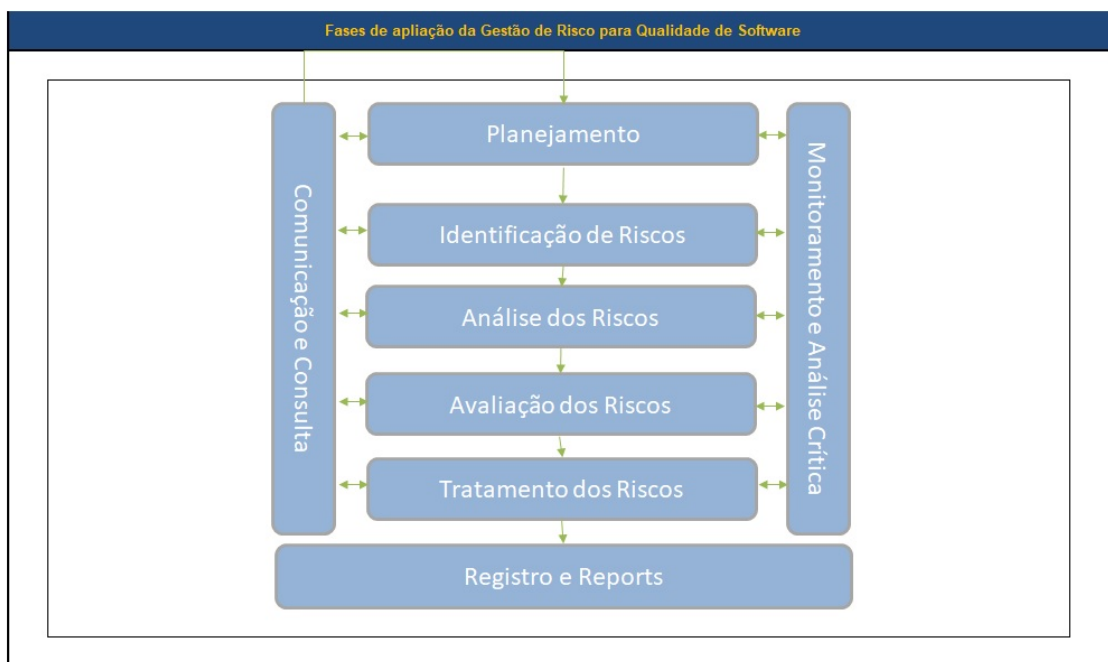 Fases de apliação da Gestão de Risco para Qualidade de Software
Planejamento
Identificação de Riscos
Análise dos Riscos
Avaliação dos Riscos
Tratamento dos Riscos
Registro e Reports
Comunicação e Consulta
Monitoramento e Análise Crítica